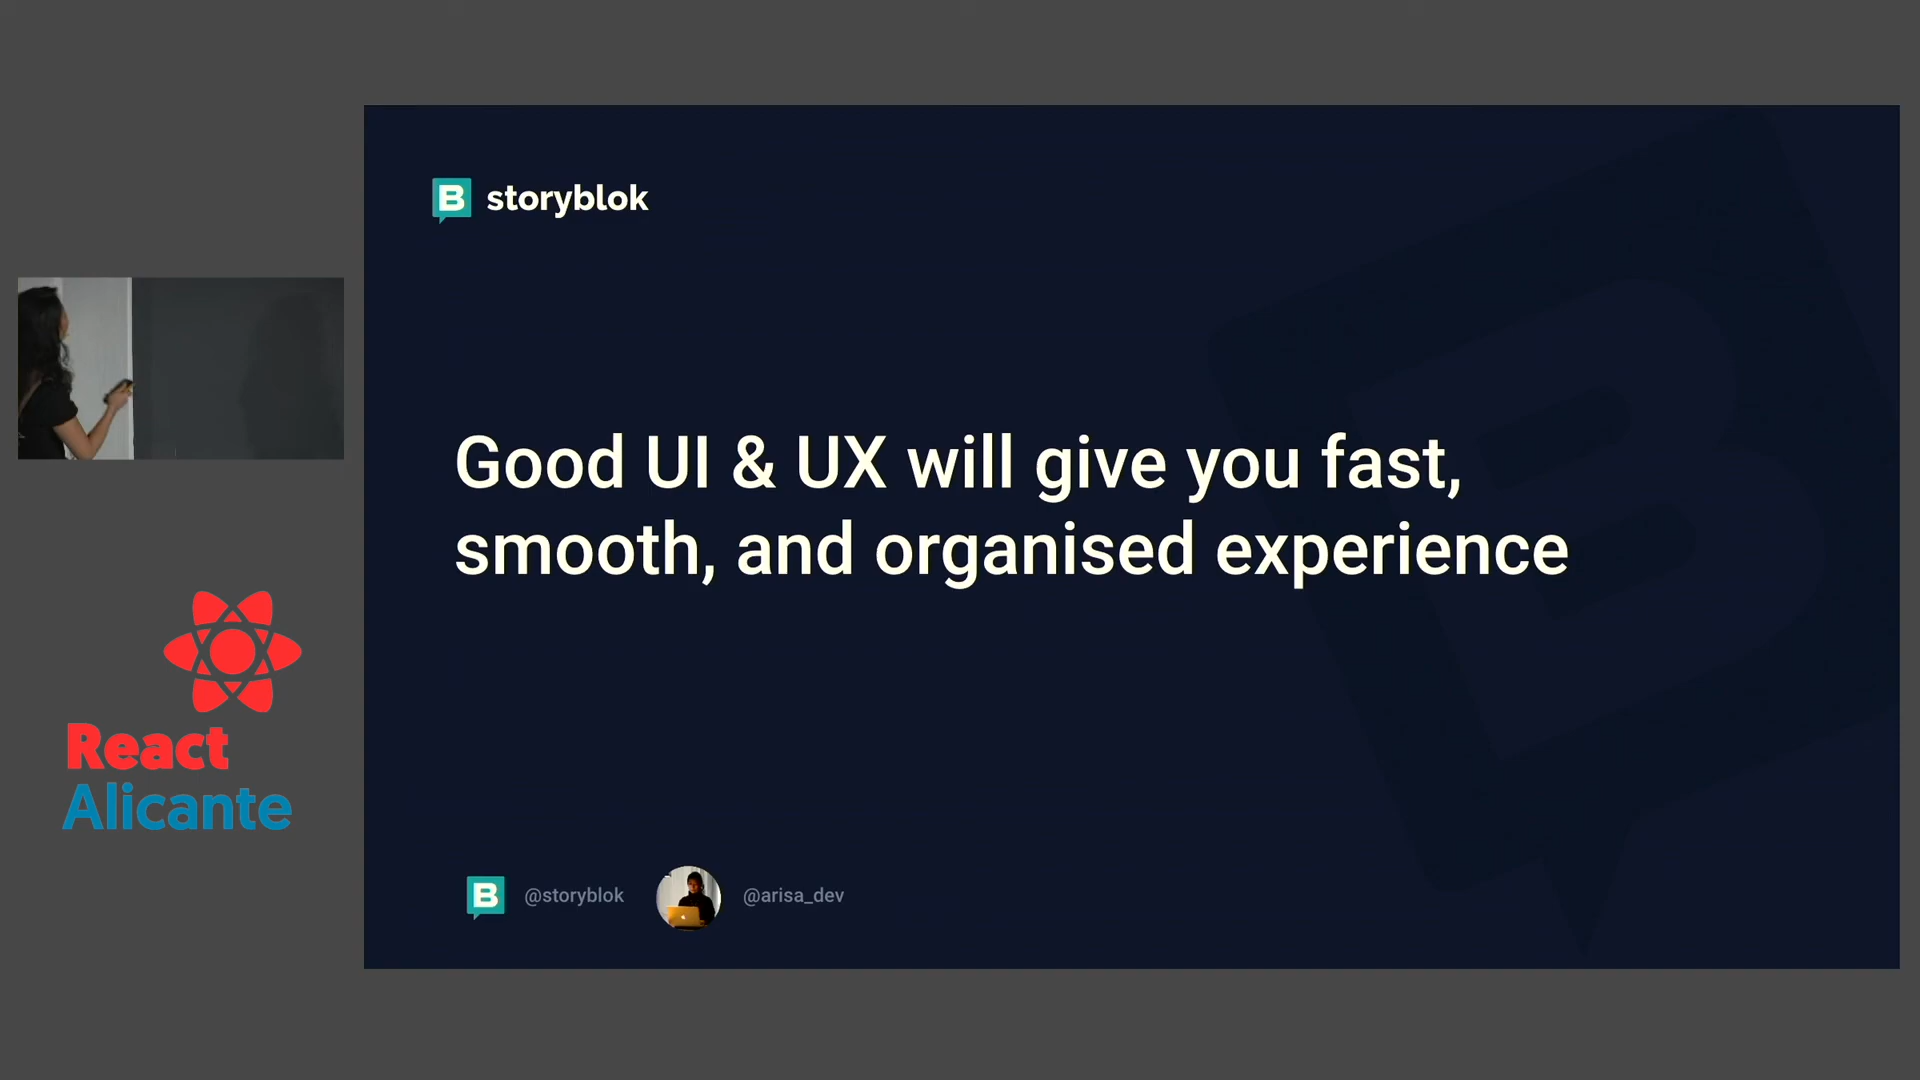 storyblok
Good UI & UX will give you fast,
smooth, and organised experience
React
Alicante
@storyblok
@arisa_dev